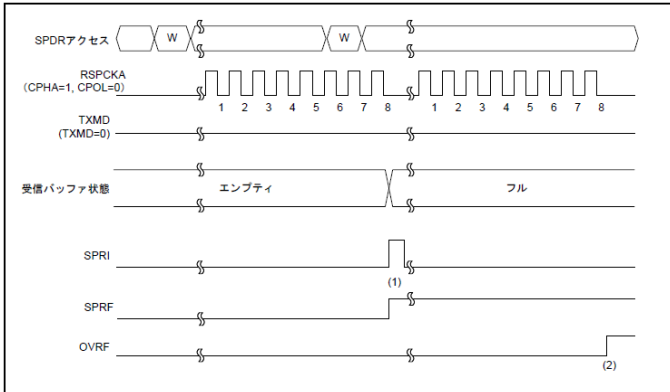 SPDRアクセス
W
W
RSPCKA
(CPHA=1, CPOL=0)
1 2 3 4 5 6 7 8
1 2 3 4 5 6 7 8
TXMD
(TXMD=0)
受信バッファ状態
エンプティ
フル
SPRI
(1)
SPRF
OVRF
(2)